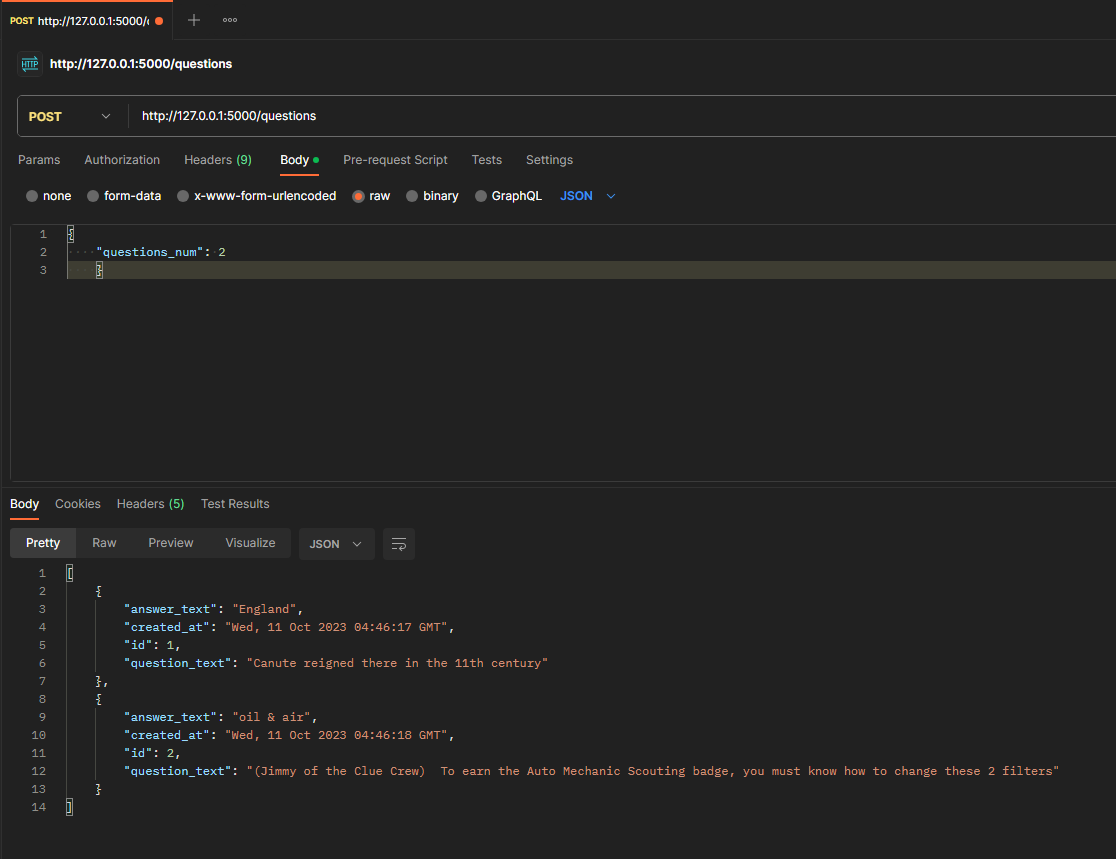 POST http://127.0.0.1:5000/
HTTP http://127.0.0.1:5000/questions
POST http://127.0.0.1:5000/questions
Params Authorization Headers (9) Body Pre-request Script Tests Settings
none form-data x-www-form-urlencoded raw binary GraphQL JSON
1 {
2 "questions_num": 2
3 }
Body Cookies Headers (5) Test Results
Pretty Raw Preview Visualize JSON
1 [
2 {
3 "answer_text": "England",
4 "created_at": "Wed, 11 Oct 2023 04:46:17 GMT",
5 "id": 1,
6 "question_text": "Canute reigned there in the 11th century"
7 },
8 {
9 "answer_text": "oil & air",
10 "created_at": "Wed, 11 Oct 2023 04:46:18 GMT",
11 "id": 2,
12 "question_text": "(Jimmy of the Clue Crew)  To earn the Auto Mechanic Scouting badge, you must know how to change these 2 filters"
13 }
14 ]